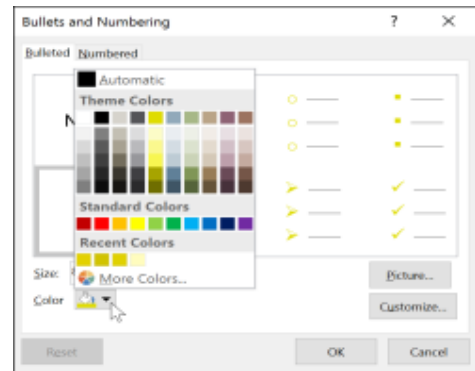 Bullets and Numbering ?
Bulleted Numbered
Automatic
Theme Colors
N
Standard Colors
Recent Colors
More Colors...
Size:
Color
Picture...
Customize...
Reset
OK
Cancel